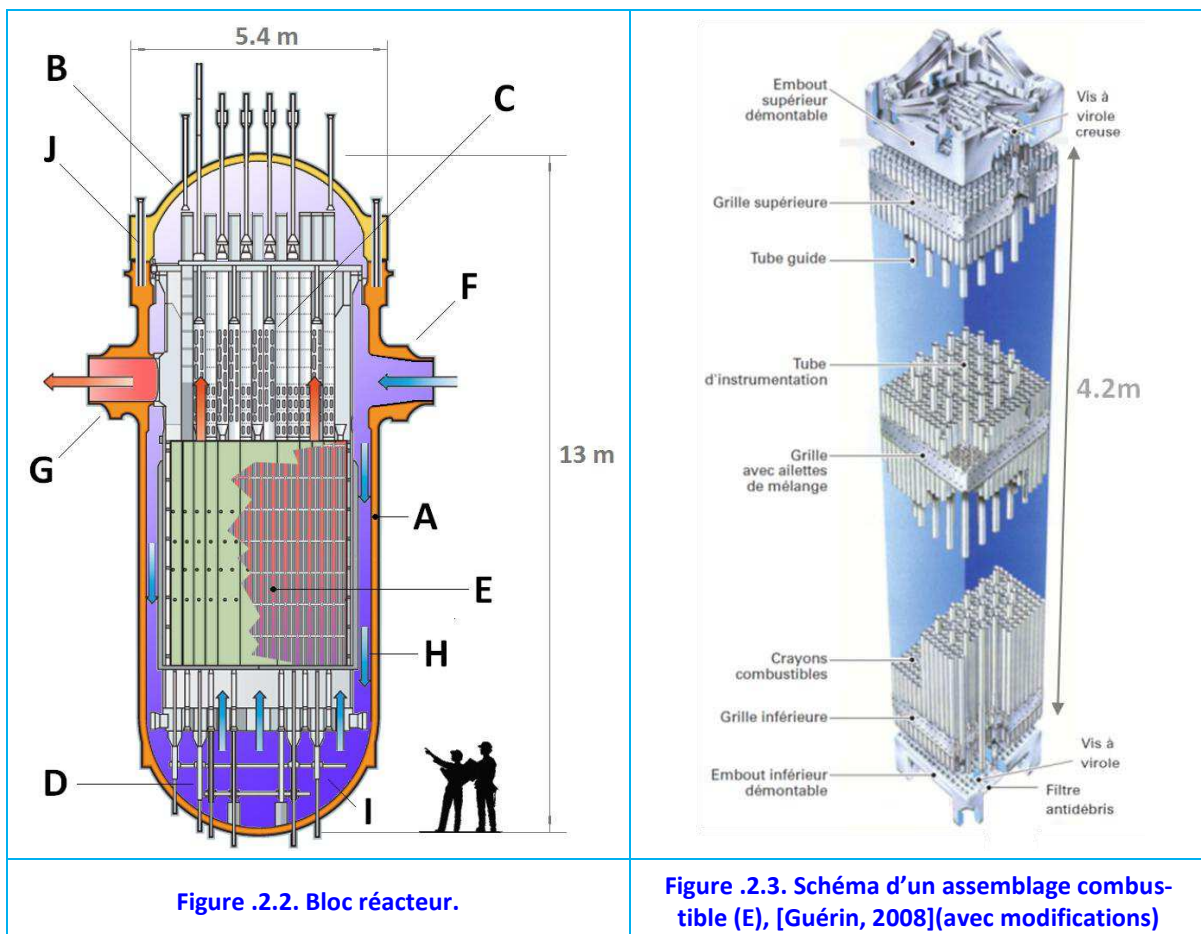 5.4 m
B
C
J
F
G
13 m
A
E
H
D
I
Figure .2.2. Bloc réacteur.
Embout
supérieur
démontable
Vis à
virole
creuse
Grille supérieure
Tube guide
Tube
d'instrumentation
4.2m
Grille
avec ailettes
de mélange
Crayons
combustibles
Grille inférieure
Vis à
virole
Embout inférieur
démontable
Filtre
antidébris
Figure .2.3. Schéma d’un assemblage combus-
tible (E), [Guérin, 2008](avec modifications)